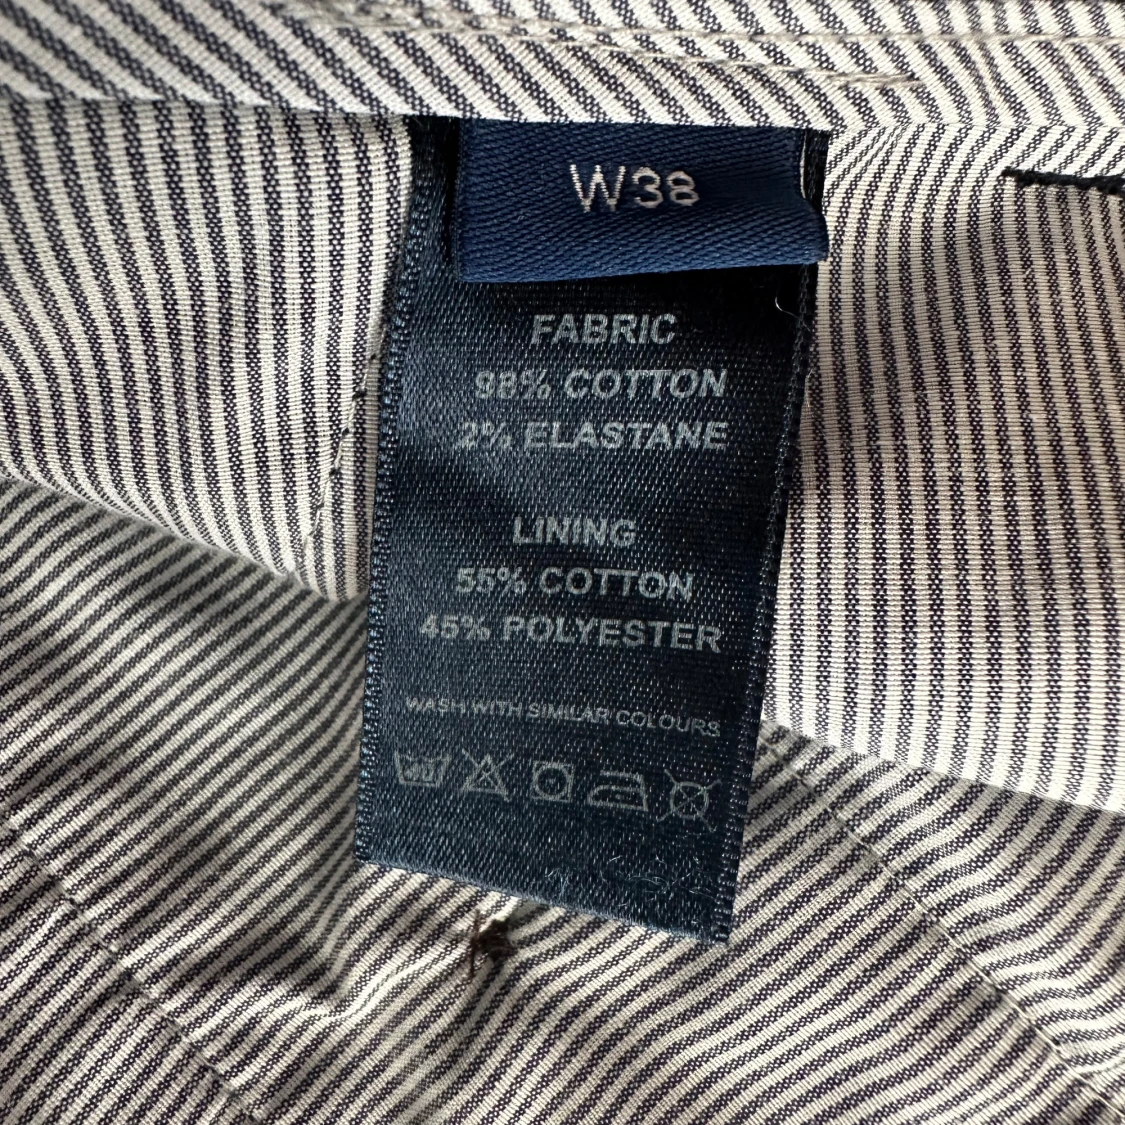 W38
FABRIC
98% COTTON
2% ELASTANE
LINING
55% COTTON
45% POLYESTER
WASH WITH SIMILAR COLOURS